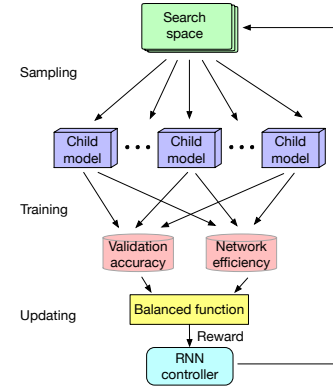 Search
space
Sampling
Child
model
Child
model
Child
model
Training
Validation
accuracy
Network
efficiency
Balanced function
Updating
Reward
RNN
controller